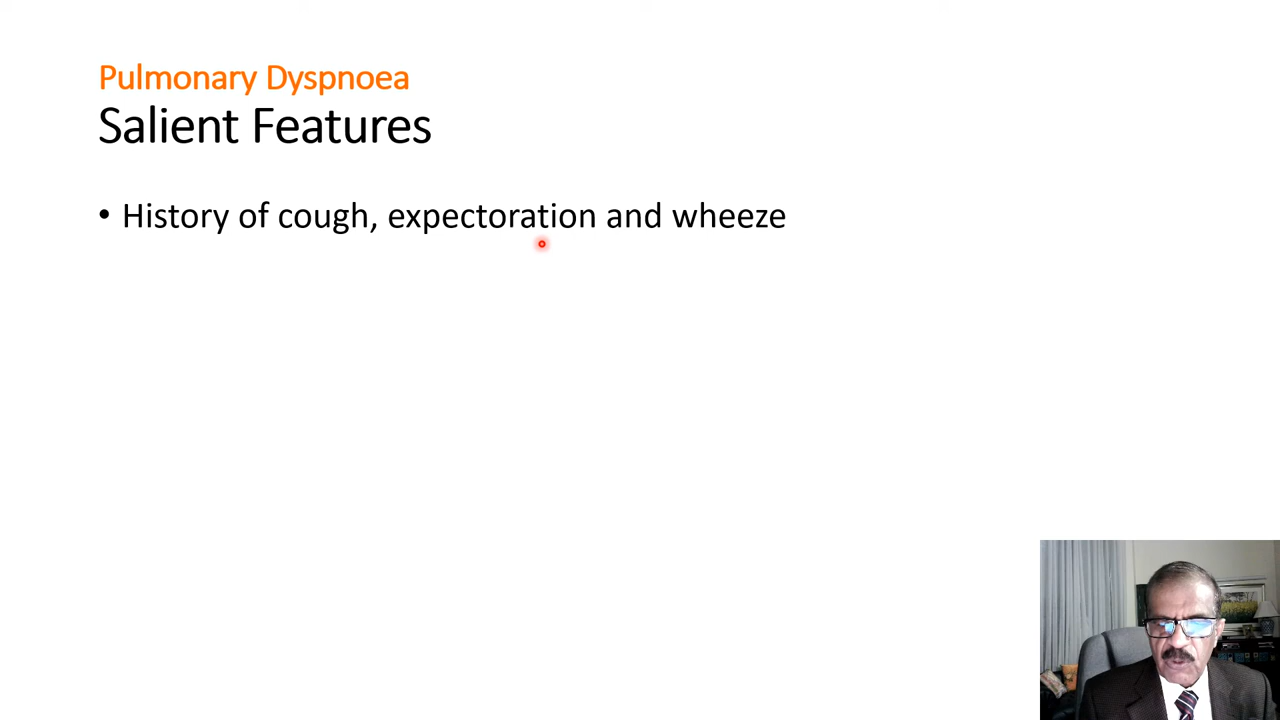 Pulmonary Dyspnoea
Salient Features
• History of cough, expectoration and wheeze